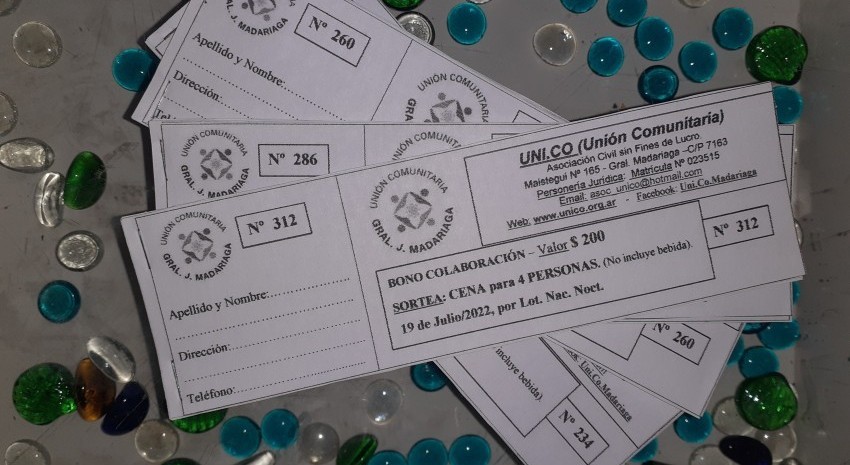 GRAL. J. MADARIAGA
Nº 260
Apellido y Nombre:
Dirección:
UNIÓN COMUNITARIA
UNIÓN COMUNITARIA
Nº 286
UNIÓN COMUNITARIA
UNIÓN COMUNITARIA
GRAL. J. MADARIAGA
Nº 312
Apellido y Nombre:
Dirección:
Teléfono:
UNIÓN COMUNITARIA
GRAL. J. MADARIAGA
UNI.CO (Unión Comunitaria)
Asociación Civil sin Fines de Lucro.
Maistegui Nº 165 - Gral. Madariaga -C/P 7163
Personería Jurídica: Matricula Nº 023515
Email: asoc_unico@hotmail.com
Web: www.unico.org.ar - Facebook: Uni.Co.Madariaga
BONO COLABORACIÓN – Valor $ 200
SORTEA: CENA para 4 PERSONAS. (No incluye bebida).
19 de Julio/2022, por Lot. Nac. Noct.
Nº 312
Nº 260
incluye bebida).
Uni.Co.Madariaga
Nº 234